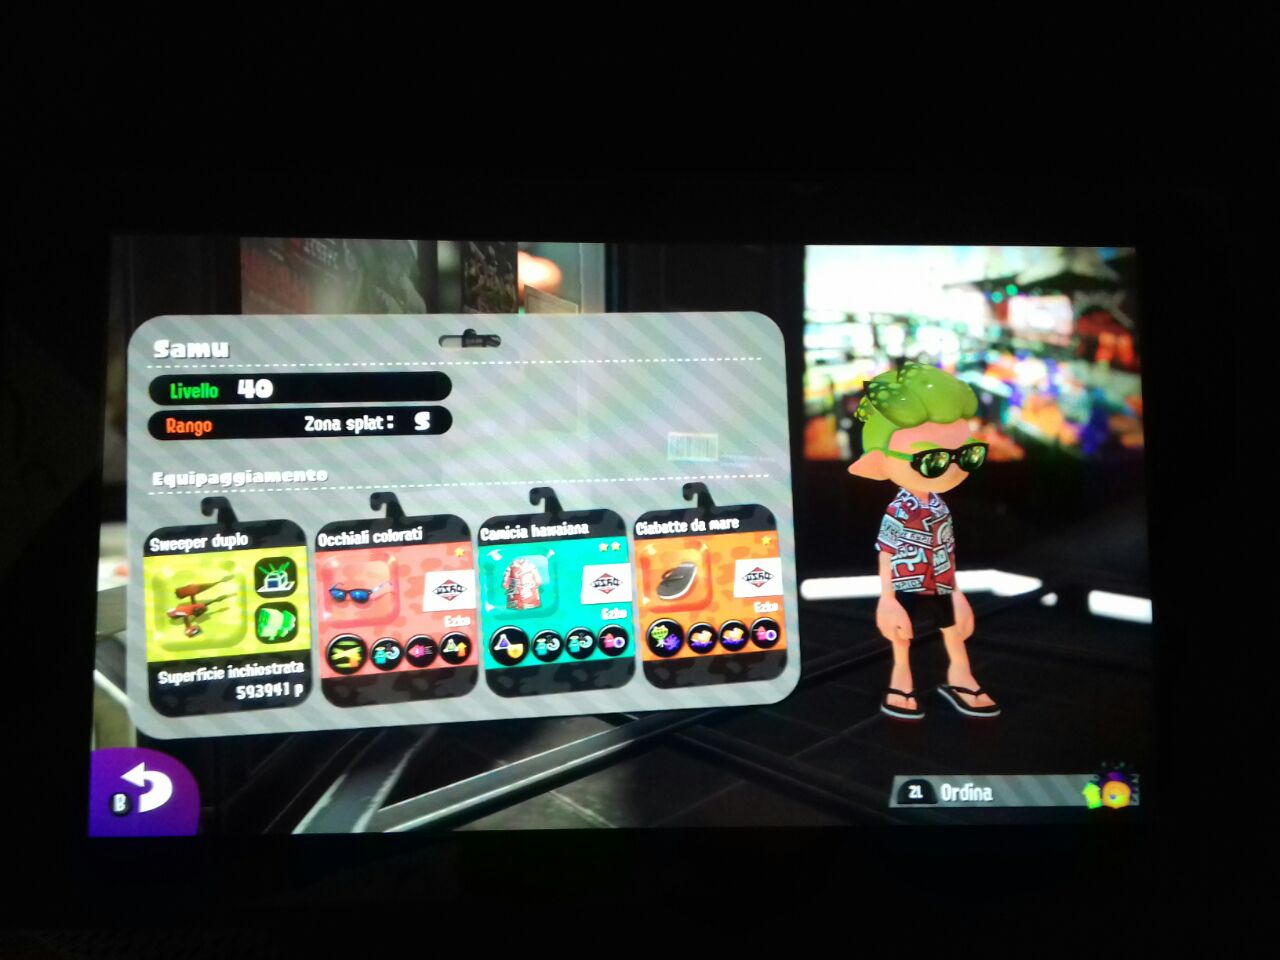 Samu
Livello 40
Rango Zona splat: S
Equipaggiamento
Sweeper duplo
Superficie inchiostrata
593941 p
Occhiali colorati
Ezko
Camicia hawaiana
Ezko
Ciabatte da mare
Ezko
B
ZL Ordina